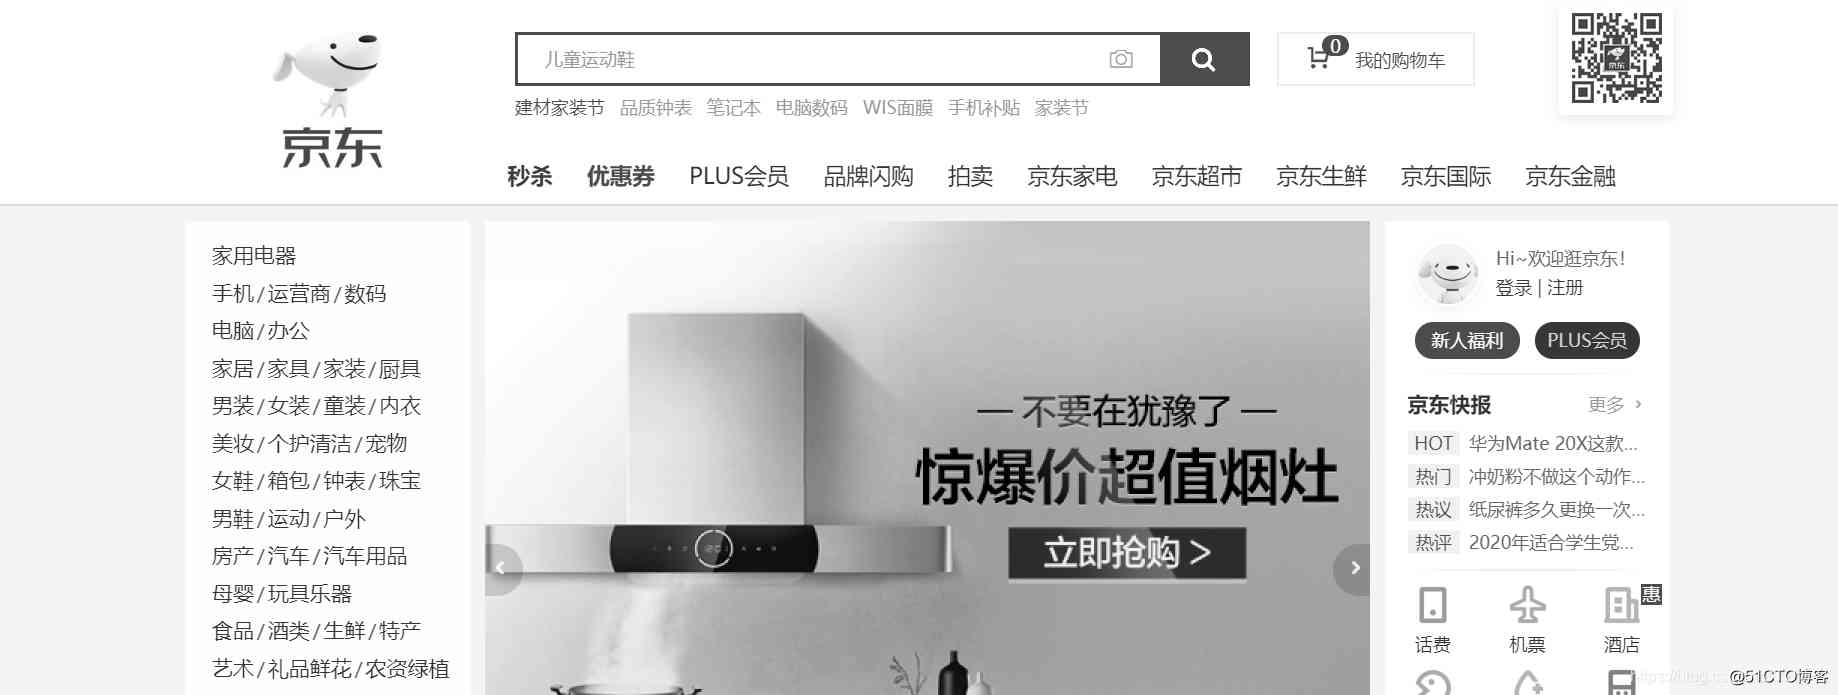 京东
儿童运动鞋
0
我的购物车
京东
建材家装节 品质钟表 笔记本 电脑数码 WIS面膜 手机补贴 家装节
秒杀 优惠券 PLUS会员 品牌闪购 拍卖 京东家电 京东超市 京东生鲜 京东国际 京东金融
家用电器
手机/运营商/数码
电脑/办公
家居/家具/家装/厨具
男装/女装/童装/内衣
美妆/个护清洁/宠物
女鞋/箱包/钟表/珠宝
男鞋/运动/户外
房产/汽车/汽车用品
母婴/玩具乐器
食品/酒类/生鲜/特产
艺术/礼品鲜花/农资绿植
— 不要在犹豫了 —
惊爆价超值烟灶
立即抢购 >
Hi~欢迎逛京东！
登录 | 注册
新人福利 PLUS会员
京东快报 更多 >
HOT 华为Mate 20X这款...
热门 冲奶粉不做这个动作...
热议 纸尿裤多久更换一次...
热评 2020年适合学生党...
惠
话费 机票 酒店
@51CTO博客